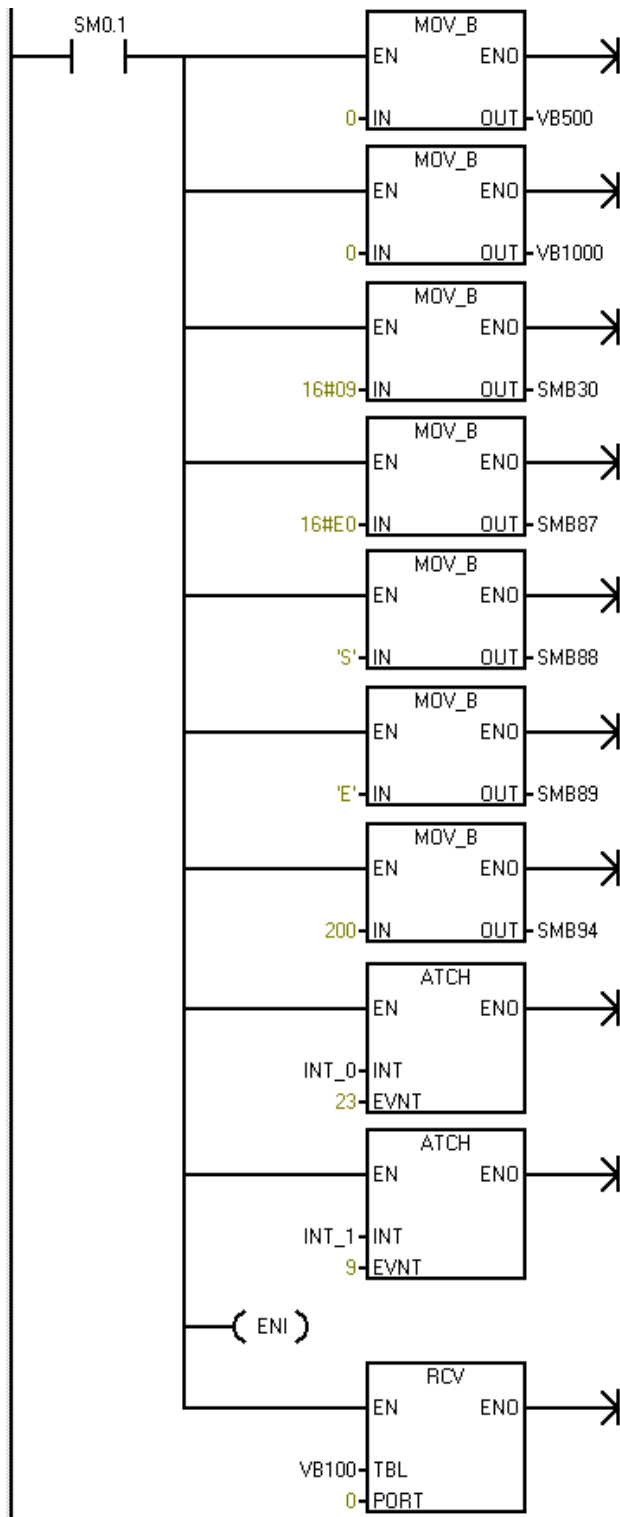 SM0.1
MOV_B
EN ENO
0 IN OUT VB500
MOV_B
EN ENO
0 IN OUT VB1000
MOV_B
EN ENO
16#09 IN OUT SMB30
MOV_B
EN ENO
16#E0 IN OUT SMB87
MOV_B
EN ENO
'S' IN OUT SMB88
MOV_B
EN ENO
'E' IN OUT SMB89
MOV_B
EN ENO
200 IN OUT SMB94
ATCH
EN ENO
INT_0 INT
23 EVNT
ATCH
EN ENO
INT_1 INT
9 EVNT
ENI
RCV
EN ENO
VB100 TBL
0 PORT